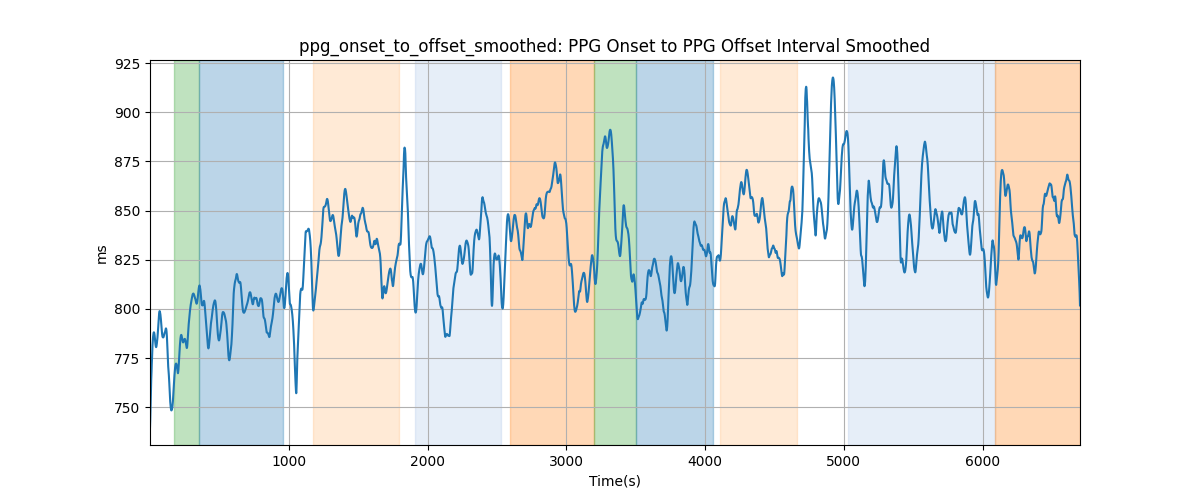 ppg_onset_to_offset_smoothed: PPG Onset to PPG Offset Interval Smoothed
925
900
875
850
825
800
775
750
ms
1000 2000 3000 4000 5000 6000
Time(s)